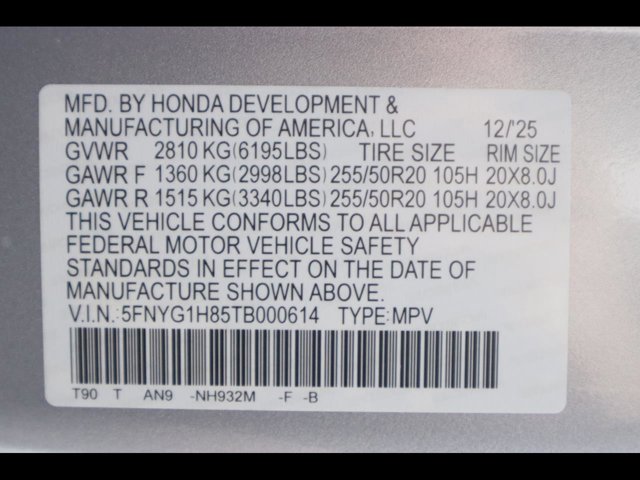 MFD. BY HONDA DEVELOPMENT &
MANUFACTURING OF AMERICA, LLC 12/'25
GVWR 2810 KG(6195LBS) TIRE SIZE RIM SIZE
GAWR F 1360 KG(2998LBS) 255/50R20 105H 20X8.0J
GAWR R 1515 KG(3340LBS) 255/50R20 105H 20X8.0J
THIS VEHICLE CONFORMS TO ALL APPLICABLE
FEDERAL MOTOR VEHICLE SAFETY
STANDARDS IN EFFECT ON THE DATE OF
MANUFACTURE SHOWN ABOVE.
V.I.N.:5FNYG1H85TB000614 TYPE:MPV
T90 T AN9 -NH932M -F -B